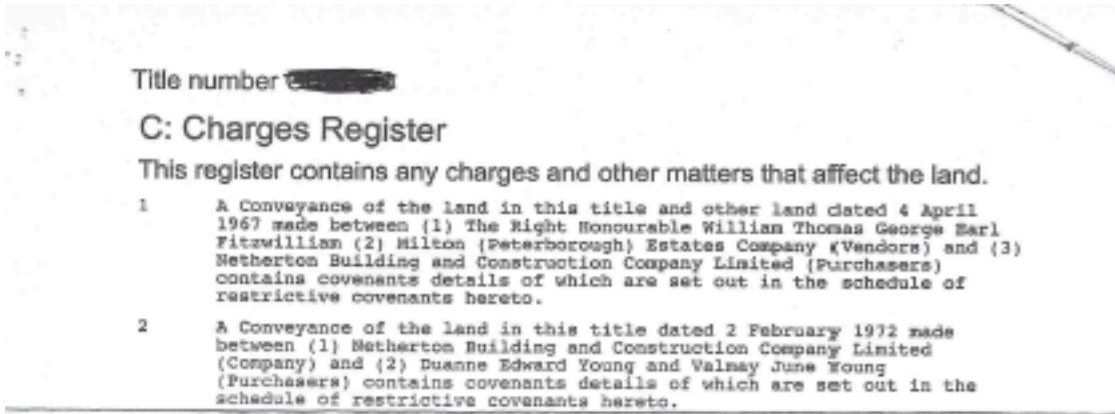 Title number
C: Charges Register
This register contains any charges and other matters that affect the land.
1 A Conveyance of the land in this title and other land dated 4 April
1967 made between (1) The Right Honourable William Thomas George Earl
Fitzwilliam (2) Milton (Peterborough) Estates Company (Vendors) and (3)
Netherton Building and Construction Company Limited (Purchasers)
contains covenants details of which are set out in the schedule of
restrictive covenants hereto.
2 A Conveyance of the land in this title dated 2 February 1972 made
between (1) Netherton Building and Construction Company Limited
(Company) and (2) Duanne Edward Young and Valmay June Young
(Purchasers) contains covenants details of which are set out in the
schedule of restrictive covenants hereto.